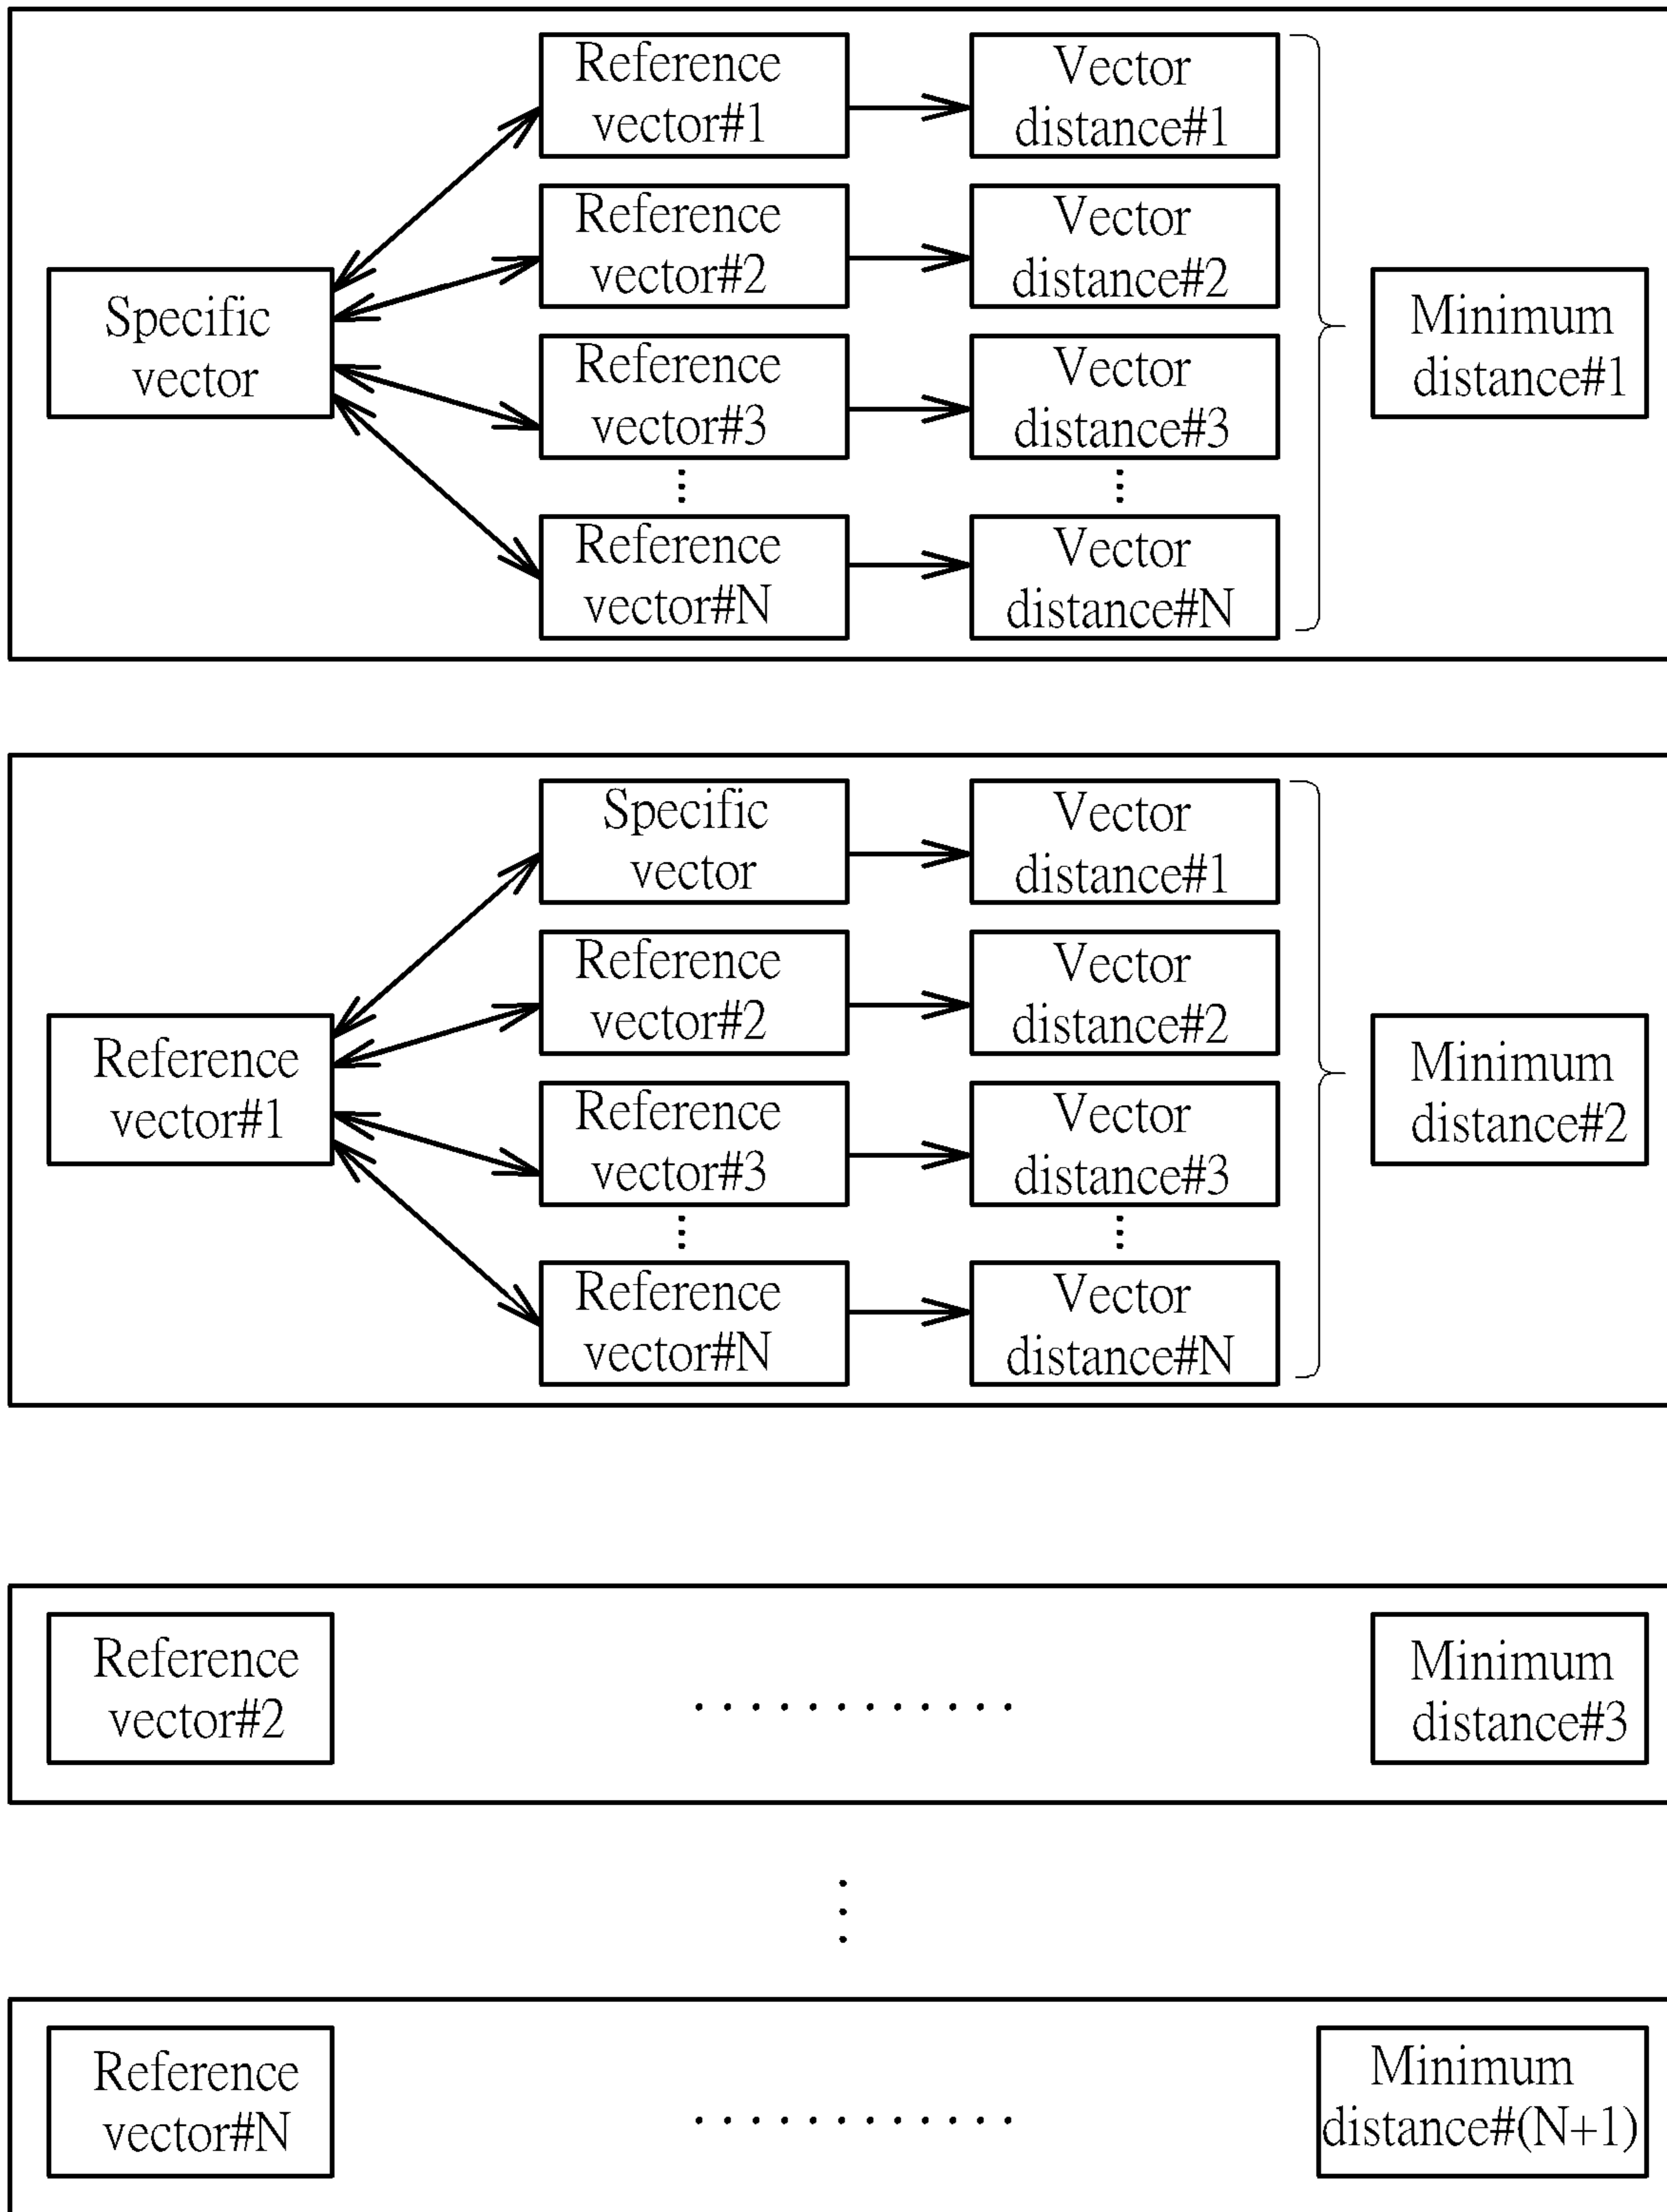 Reference
vector#1
Vector
distance#1
Reference
vector#2
Vector
distance#2
Specific
vector
Reference
vector#3
Vector
distance#3
Minimum
distance#1
Reference
vector#N
Vector
distance#N
Specific
vector
Vector
distance#1
Reference
vector#2
Vector
distance#2
Reference
vector#1
Reference
vector#3
Vector
distance#3
Minimum
distance#2
Reference
vector#N
Vector
distance#N
Reference
vector#2
Minimum
distance#3
Reference
vector#N
Minimum
distance#(N+1)